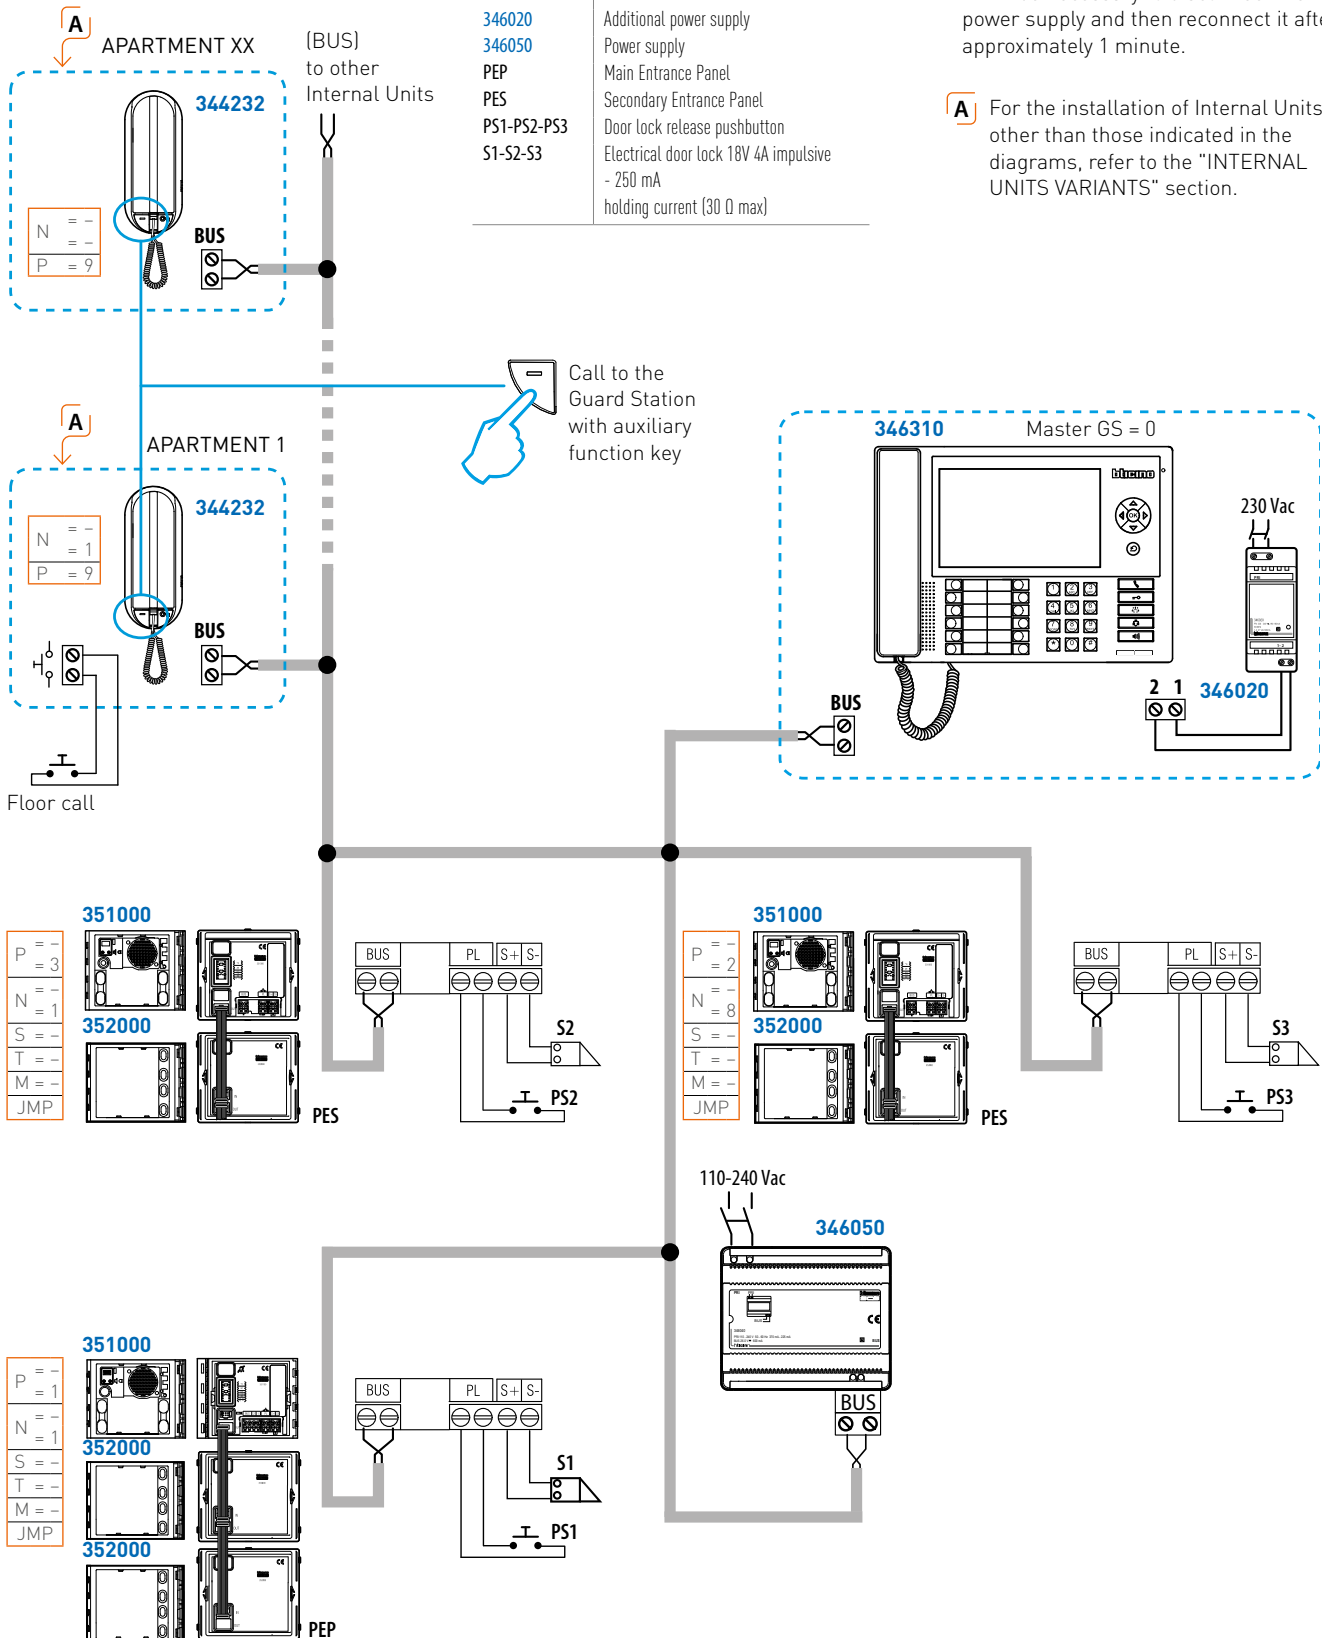 346020 Additional power supply
346050 Power supply
PEP Main Entrance Panel
PES Secondary Entrance Panel
PS1-PS2-PS3 Door lock release pushbutton
S1-S2-S3 Electrical door lock 18V 4A impulsive
- 250 mA
holding current (30 Ω max)
power supply and then reconnect it afte
approximately 1 minute.
A For the installation of Internal Units
other than those indicated in the
diagrams, refer to the "INTERNAL
UNITS VARIANTS" section.
A
APARTMENT XX
(BUS)
to other
Internal Units
344232
N = –
= –
P = 9
BUS
Call to the
Guard Station
with auxiliary
function key
A
APARTMENT 1
344232
N = –
= 1
P = 9
BUS
Floor call
346310 Master GS = 0
bticino
OK
230 Vac
2 1 346020
BUS
351000
P = –
= 3
N = –
= 1
S = –
T = –
M = –
JMP
352000
BUS PL S+ S-
S2
PS2
PES
351000
P = –
= 2
N = –
= 8
S = –
T = –
M = –
JMP
352000
BUS PL S+ S-
S3
PS3
PES
110-240 Vac
346050
BUS
351000
P = –
= 1
N = –
= 1
S = –
T = –
M = –
JMP
352000
352000
BUS PL S+ S-
S1
PS1
PEP